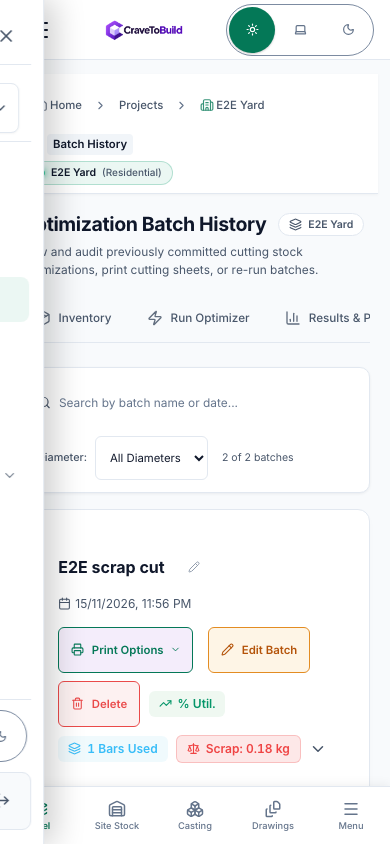 CraveToBuild
Home > Projects > E2E Yard
Batch History
E2E Yard (Residential)
Batch History E2E Yard
and audit previously committed cutting stock
print cutting sheets, or re-run batches.
Inventory Run Optimizer Results & P
Search by batch name or date...
All Diameters 2 of 2 batches
E2E scrap cut
15/11/2026, 11:56 PM
Print Options Edit Batch
Delete % Util.
1 Bars Used Scrap: 0.18 kg
Site Stock Casting Drawings Menu